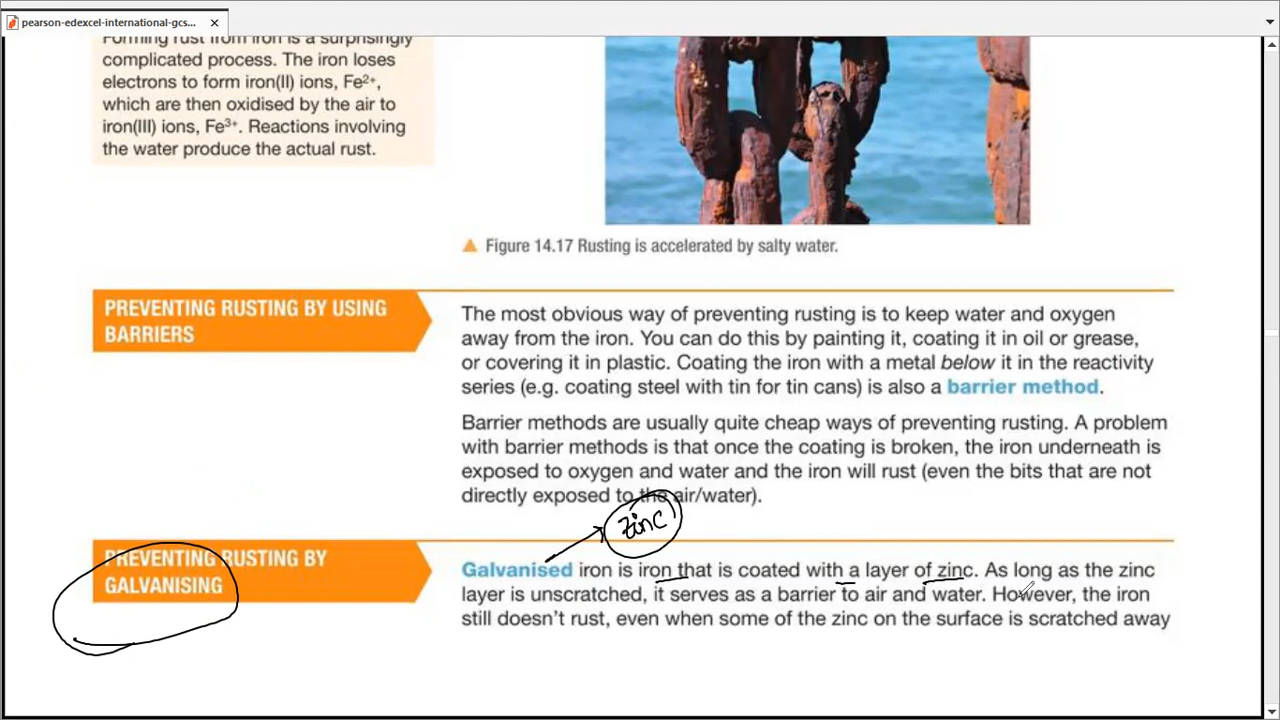 pearson-edexcel-international-gcs...
Forming rust from iron is a surprisingly
complicated process. The iron loses
electrons to form iron(II) ions, Fe²⁺,
which are then oxidised by the air to
iron(III) ions, Fe³⁺. Reactions involving
the water produce the actual rust.
Figure 14.17 Rusting is accelerated by salty water.
PREVENTING RUSTING BY USING
BARRIERS
The most obvious way of preventing rusting is to keep water and oxygen
away from the iron. You can do this by painting it, coating it in oil or grease,
or covering it in plastic. Coating the iron with a metal below it in the reactivity
series (e.g. coating steel with tin for tin cans) is also a barrier method.
Barrier methods are usually quite cheap ways of preventing rusting. A problem
with barrier methods is that once the coating is broken, the iron underneath is
exposed to oxygen and water and the iron will rust (even the bits that are not
directly exposed to the air/water).
zinc
PREVENTING RUSTING BY
GALVANISING
Galvanised iron is iron that is coated with a layer of zinc. As long as the zinc
layer is unscratched, it serves as a barrier to air and water. However, the iron
still doesn't rust, even when some of the zinc on the surface is scratched away